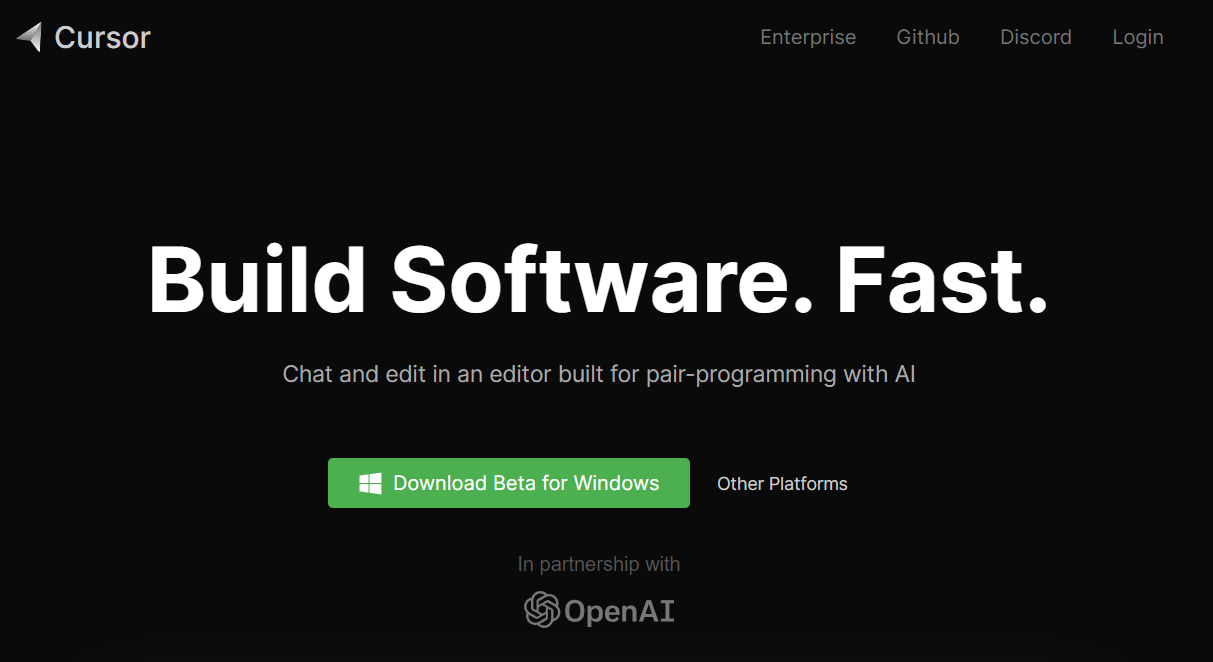 Cursor
Enterprise Github Discord Login
Build Software. Fast.
Chat and edit in an editor built for pair-programming with AI
Download Beta for Windows
Other Platforms
In partnership with
OpenAI